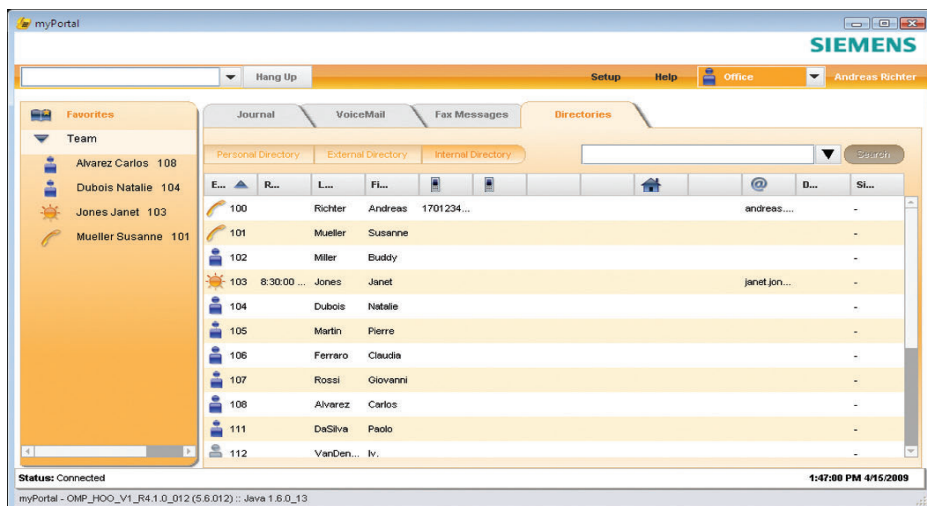 myPortal
SIEMENS
Hang Up
Setup Help Office Andreas Richter
Favorites
Team
Alvarez Carlos 108
Dubois Natalie 104
Jones Janet 103
Mueller Susanne 101
Journal VoiceMail Fax Messages Directories
Personal Directory External Directory Internal Directory Search
E... R... L... Fi... @ D... Si...
100 Richter Andreas 1701234... andreas.... -
101 Mueller Susanne -
102 Miller Buddy -
103 8:30:00 ... Jones Janet janet.jon... -
104 Dubois Natalie -
105 Martin Pierre -
106 Ferraro Claudia -
107 Rossi Giovanni -
108 Alvarez Carlos -
111 DaSilva Paolo -
112 VanDen... Iv. -
Status: Connected 1:47:00 PM 4/15/2009
myPortal - OMP_HOO_V1_R4.1.0_012 (5.6.012) :: Java 1.6.0_13